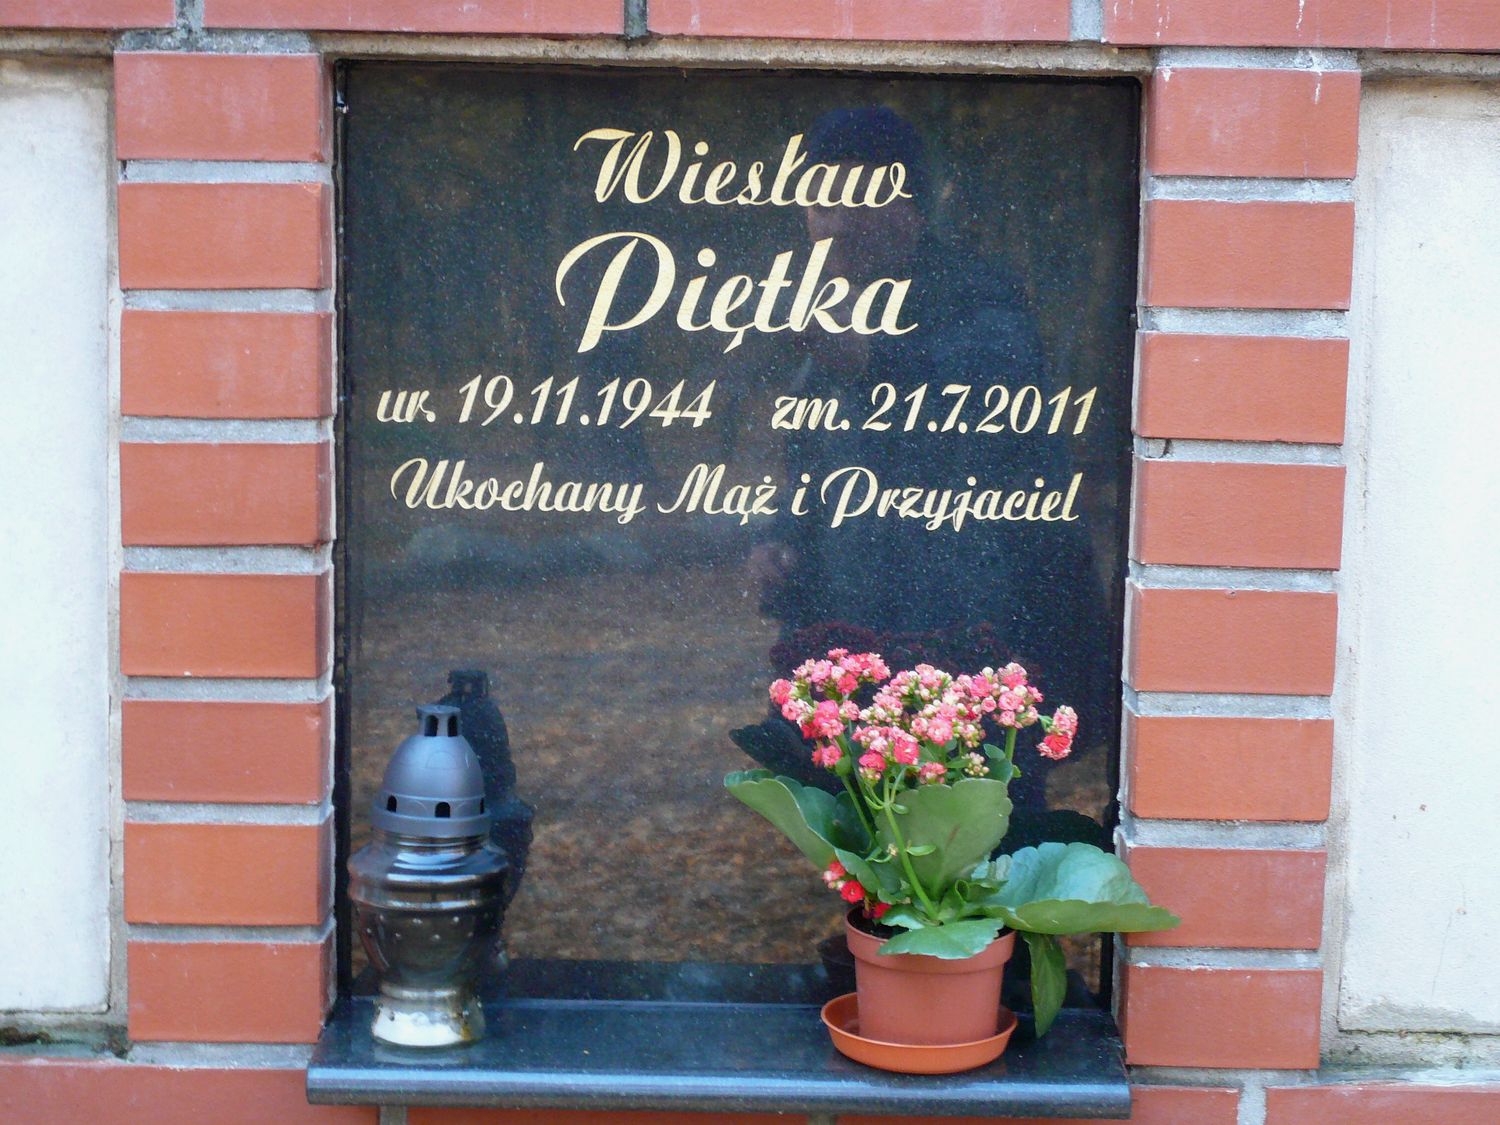 Wiesław
Piętka
ur. 19.11.1944 zm. 21.7.2011
Ukochany Mąż i Przyjaciel